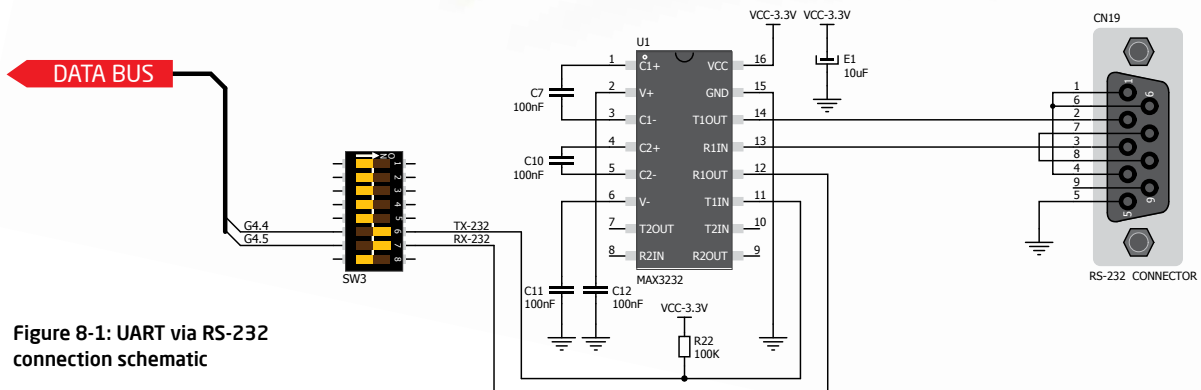 DATA BUS
VCC-3.3V VCC-3.3V
CN19
U1
1 C1+ VCC 16
E1
10uF
C7
100nF
2 V+ GND 15
3 C1- T1OUT 14
4 C2+ R1IN 13
C10
100nF
5 C2- R1OUT 12
6 V- T1IN 11
7 T2OUT T2IN 10
8 R2IN R2OUT 9
MAX3232
1
6
2
7
3
8
4
9
5
1
6
5
9
RS-232 CONNECTOR
ON
1
2
3
4
5
6
7
8
G4.4 TX-232
G4.5 RX-232
SW3
C11
100nF
C12
100nF
VCC-3.3V
R22
100K
Figure 8-1: UART via RS-232
connection schematic